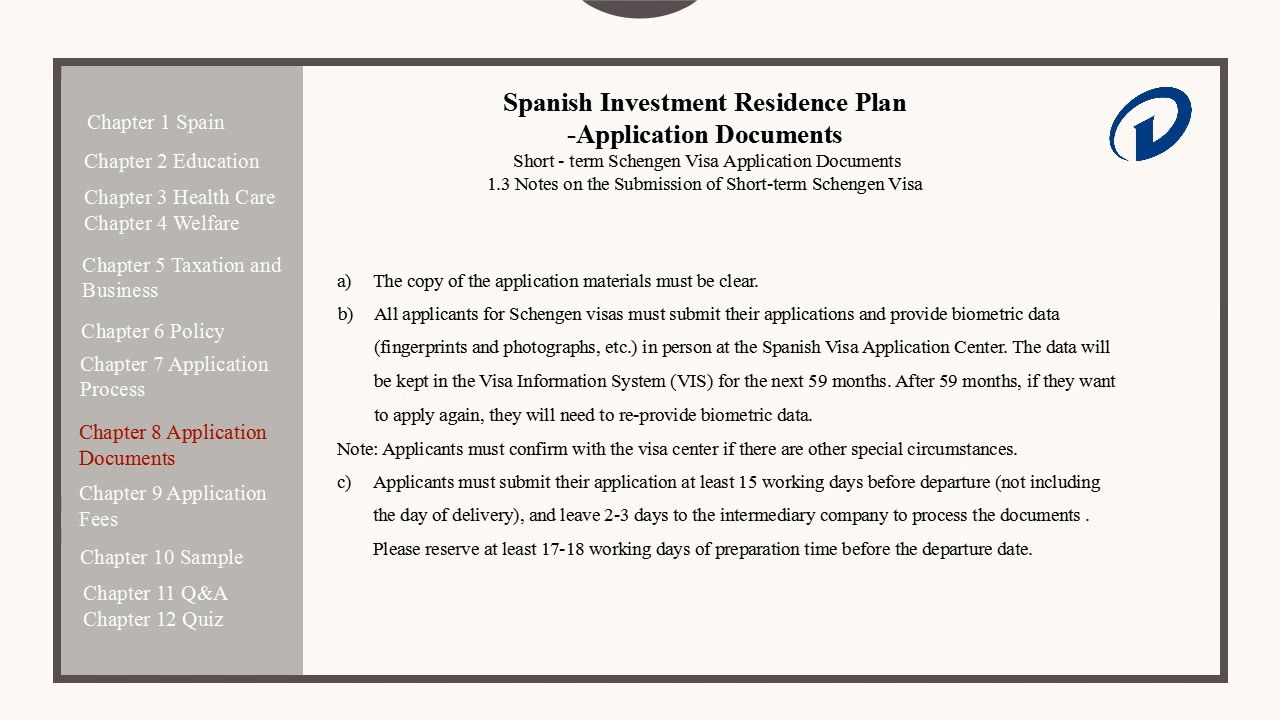 Chapter 1 Spain
Chapter 2 Education
Chapter 3 Health Care
Chapter 4 Welfare
Chapter 5 Taxation and
Business
Chapter 6 Policy
Chapter 7 Application
Process
Chapter 8 Application
Documents
Chapter 9 Application
Fees
Chapter 10 Sample
Chapter 11 Q&A
Chapter 12 Quiz
Spanish Investment Residence Plan
-Application Documents
Short - term Schengen Visa Application Documents
1.3 Notes on the Submission of Short-term Schengen Visa
a) The copy of the application materials must be clear.
b) All applicants for Schengen visas must submit their applications and provide biometric data
(fingerprints and photographs, etc.) in person at the Spanish Visa Application Center. The data will
be kept in the Visa Information System (VIS) for the next 59 months. After 59 months, if they want
to apply again, they will need to re-provide biometric data.
Note: Applicants must confirm with the visa center if there are other special circumstances.
c) Applicants must submit their application at least 15 working days before departure (not including
the day of delivery), and leave 2-3 days to the intermediary company to process the documents .
Please reserve at least 17-18 working days of preparation time before the departure date.